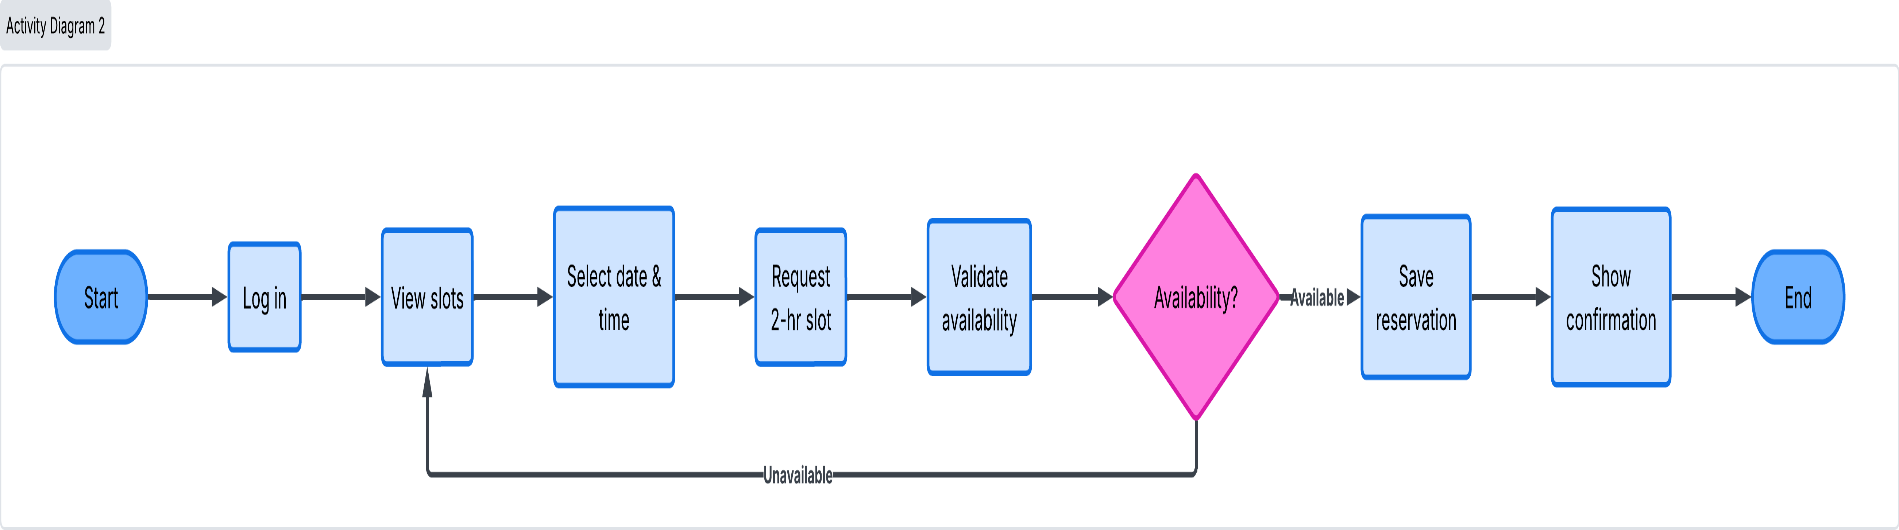 Activity Diagram 2
Start
Log in
View slots
Select date &
time
Request
2-hr slot
Validate
availability
Availability?
Available
Save
reservation
Show
confirmation
End
Unavailable